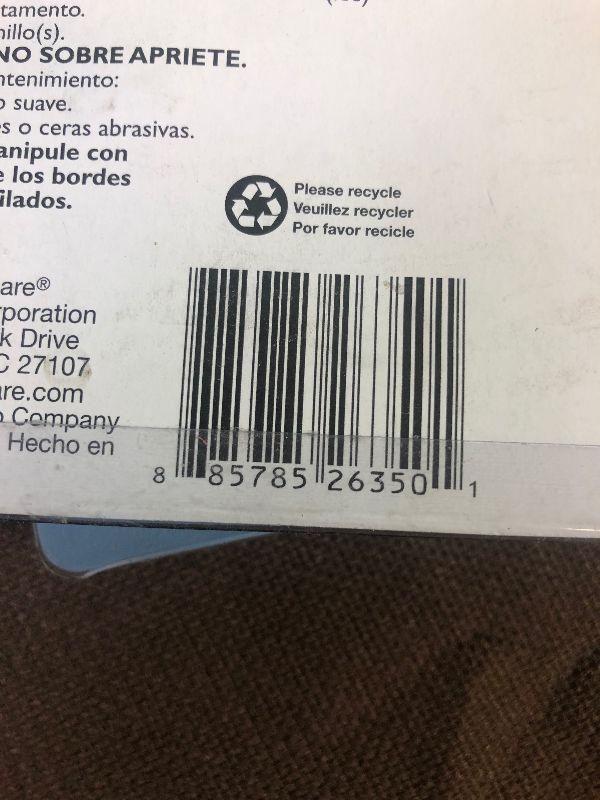 tamento.
nillo(s).
NO SOBRE APRIETE.
ntenimiento:
o suave.
s o ceras abrasivas.
anipule con
e los bordes
ilados.
Please recycle
Veuillez recycler
Por favor recicle
are®
rporation
k Drive
C 27107
are.com
o Company
Hecho en
8 85785 26350 1